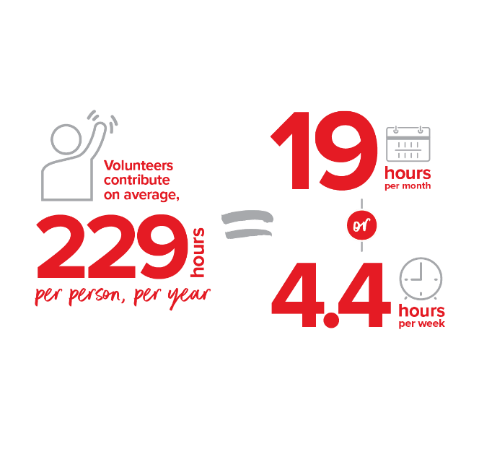 Volunteers
contribute
on average,
229 hours
per person, per year
=
19
hours
per month
or
4.4
hours
per week